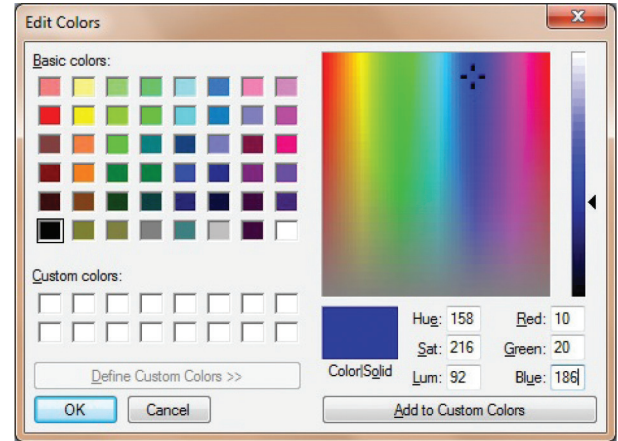 Edit Colors
Basic colors:
Custom colors:
Define Custom Colors >>
OK Cancel
Color|Solid
Hue: 158 Red: 10
Sat: 216 Green: 20
Lum: 92 Blue: 186
Add to Custom Colors